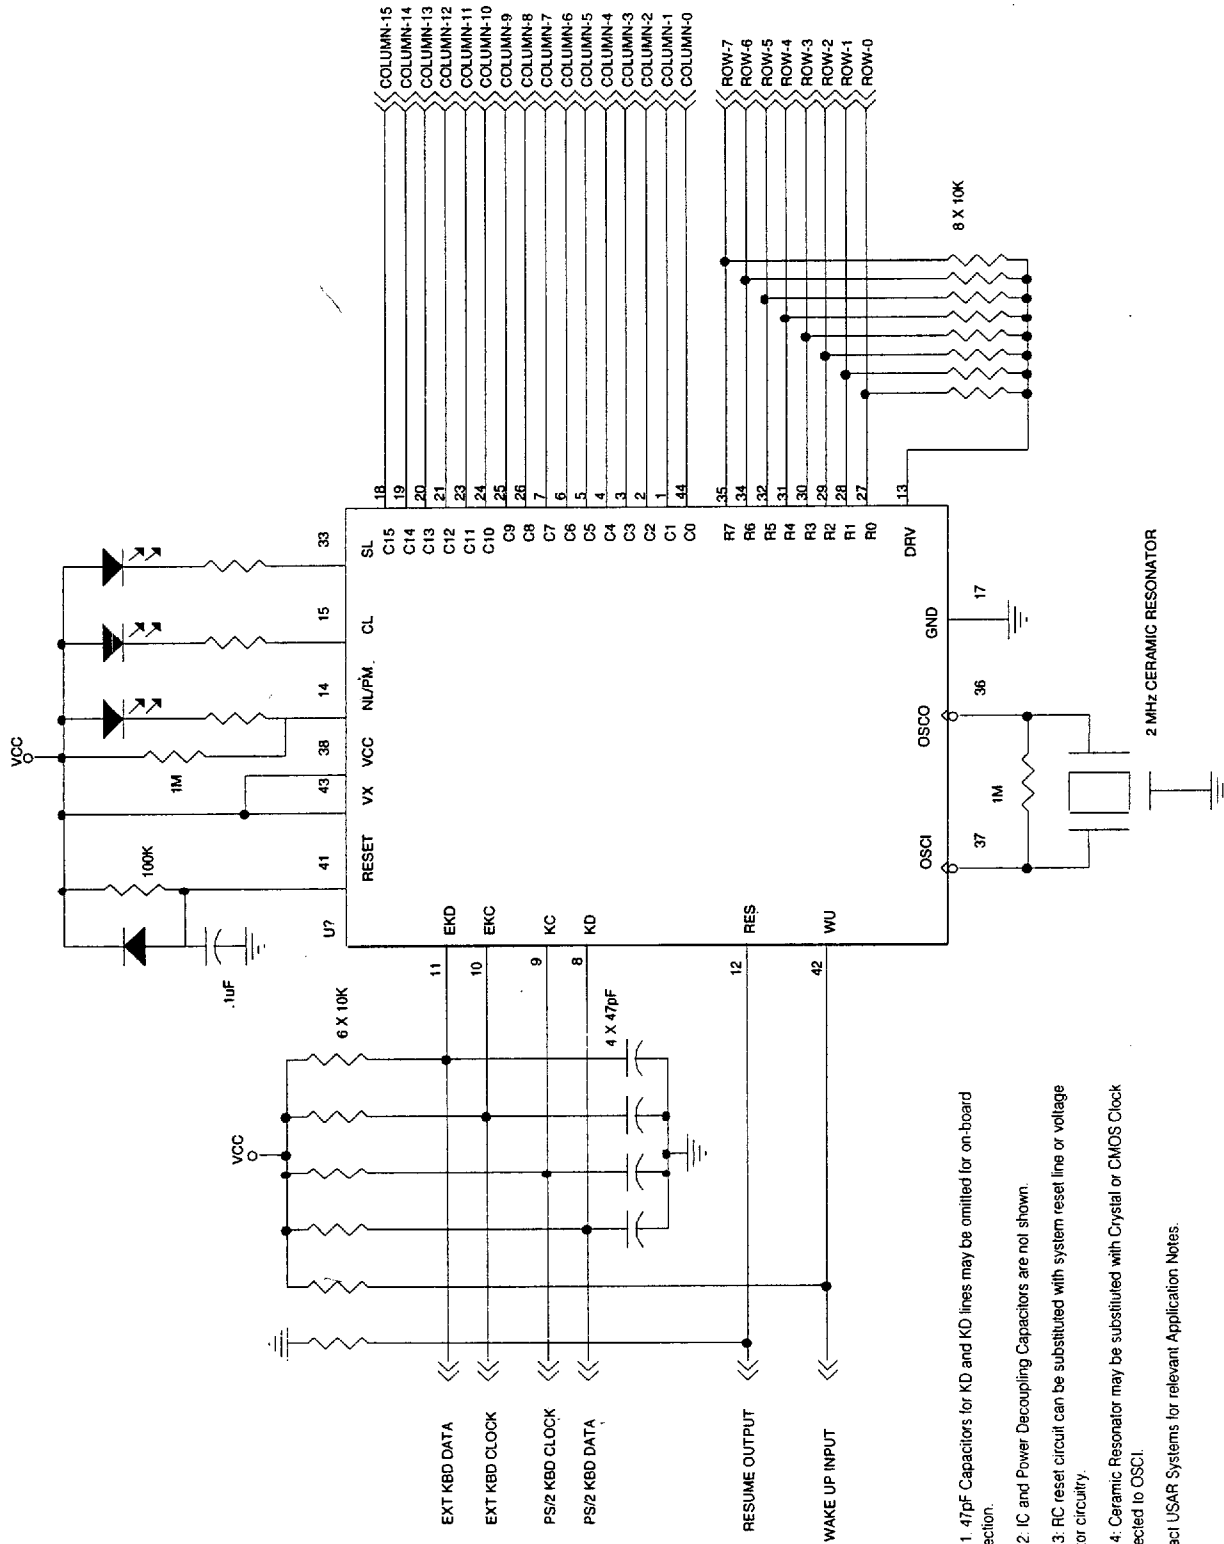 COLUMN-15
COLUMN-14
COLUMN-13
COLUMN-12
COLUMN-11
COLUMN-10
COLUMN-9
COLUMN-8
COLUMN-7
COLUMN-6
COLUMN-5
COLUMN-4
COLUMN-3
COLUMN-2
COLUMN-1
COLUMN-0
ROW-7
ROW-6
ROW-5
ROW-4
ROW-3
ROW-2
ROW-1
ROW-0
8 X 10K
18
19
20
21
23
24
25
26
7
6
5
4
3
2
1
44
35
34
32
31
30
29
28
27
13
C15
C14
C13
C12
C11
C10
C9
C8
C7
C6
C5
C4
C3
C2
C1
C0
R7
R6
R5
R4
R3
R2
R1
R0
DRV
VCC
1M
100K
.1uF
33
15
14
38
43
41
U?
SL
CL
NL/PM
VCC
VX
RESET
GND
17
OSCO
36
OSCI
37
1M
2 MHz CERAMIC RESONATOR
EKD
EKC
KC
KD
RES
WU
11
10
9
8
12
42
6 X 10K
4 X 47pF
VCC
EXT KBD DATA
EXT KBD CLOCK
PS/2 KBD CLOCK
PS/2 KBD DATA
RESUME OUTPUT
WAKE UP INPUT
1. 47pF Capacitors for KD and KD lines may be omitted for on-board
ection.
2: IC and Power Decoupling Capacitors are not shown.
3: RC reset circuit can be substituted with system reset line or voltage
or circuitry.
4: Ceramic Resonator may be substituted with Crystal or CMOS Clock
ected to OSCI.
act USAR Systems for relevant Application Notes.